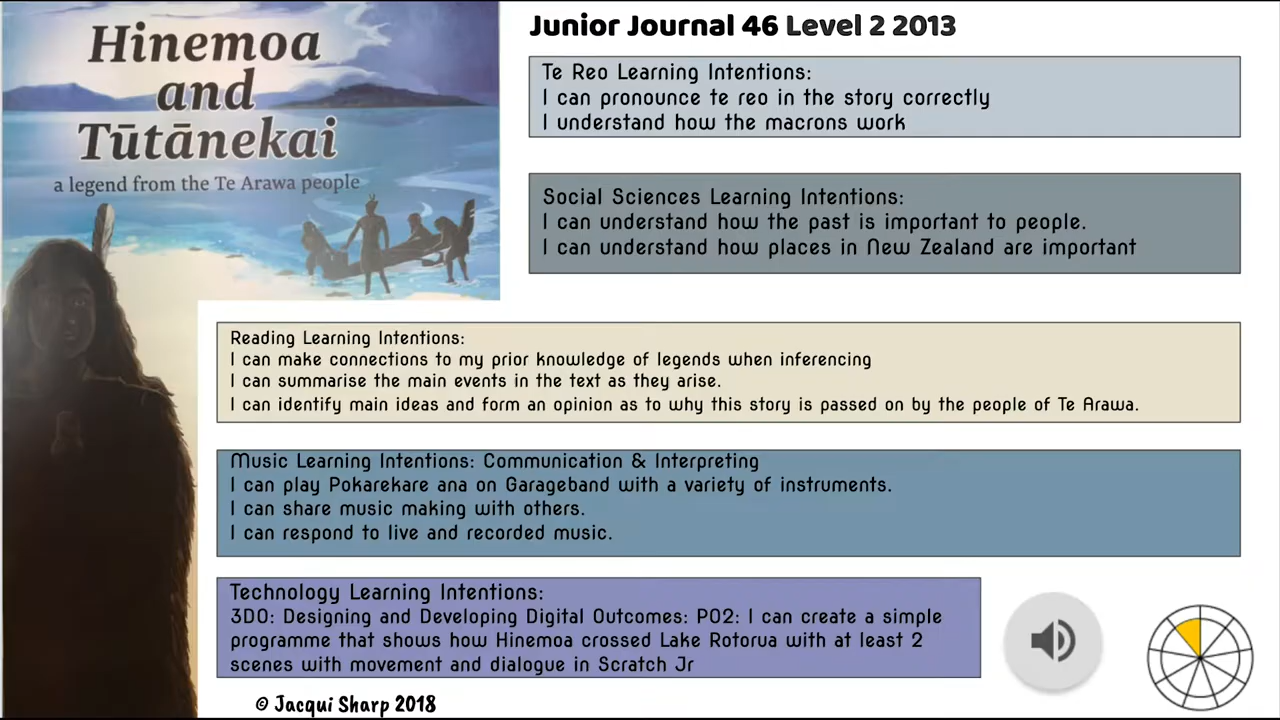 Hinemoa
and
Tūtānekai
a legend from the Te Arawa people
Junior Journal 46 Level 2 2013
Te Reo Learning Intentions:
I can pronounce te reo in the story correctly
I understand how the macrons work
Social Sciences Learning Intentions:
I can understand how the past is important to people.
I can understand how places in New Zealand are important
Reading Learning Intentions:
I can make connections to my prior knowledge of legends when inferencing
I can summarise the main events in the text as they arise.
I can identify main ideas and form an opinion as to why this story is passed on by the people of Te Arawa.
Music Learning Intentions: Communication & Interpreting
I can play Pokarekare ana on Garageband with a variety of instruments.
I can share music making with others.
I can respond to live and recorded music.
Technology Learning Intentions:
3DO: Designing and Developing Digital Outcomes: PO2: I can create a simple
programme that shows how Hinemoa crossed Lake Rotorua with at least 2
scenes with movement and dialogue in Scratch Jr
© Jacqui Sharp 2018